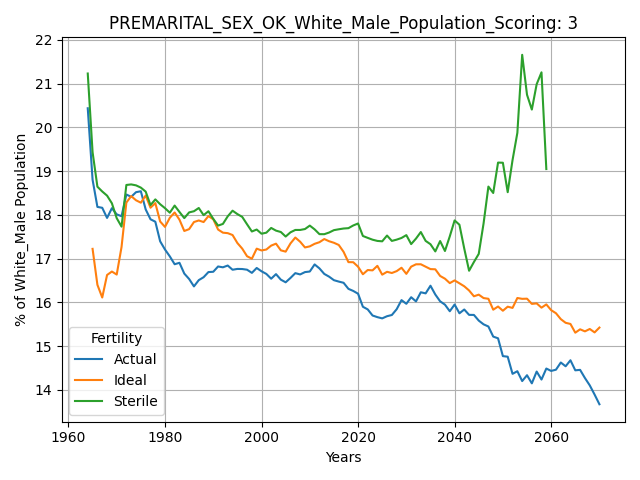 PREMARITAL_SEX_OK_White_Male_Population_Scoring: 3
% of White_Male Population
22
21
20
19
18
17
16
15
14
Fertility
Actual
Ideal
Sterile
1960 1980 2000 2020 2040 2060
Years